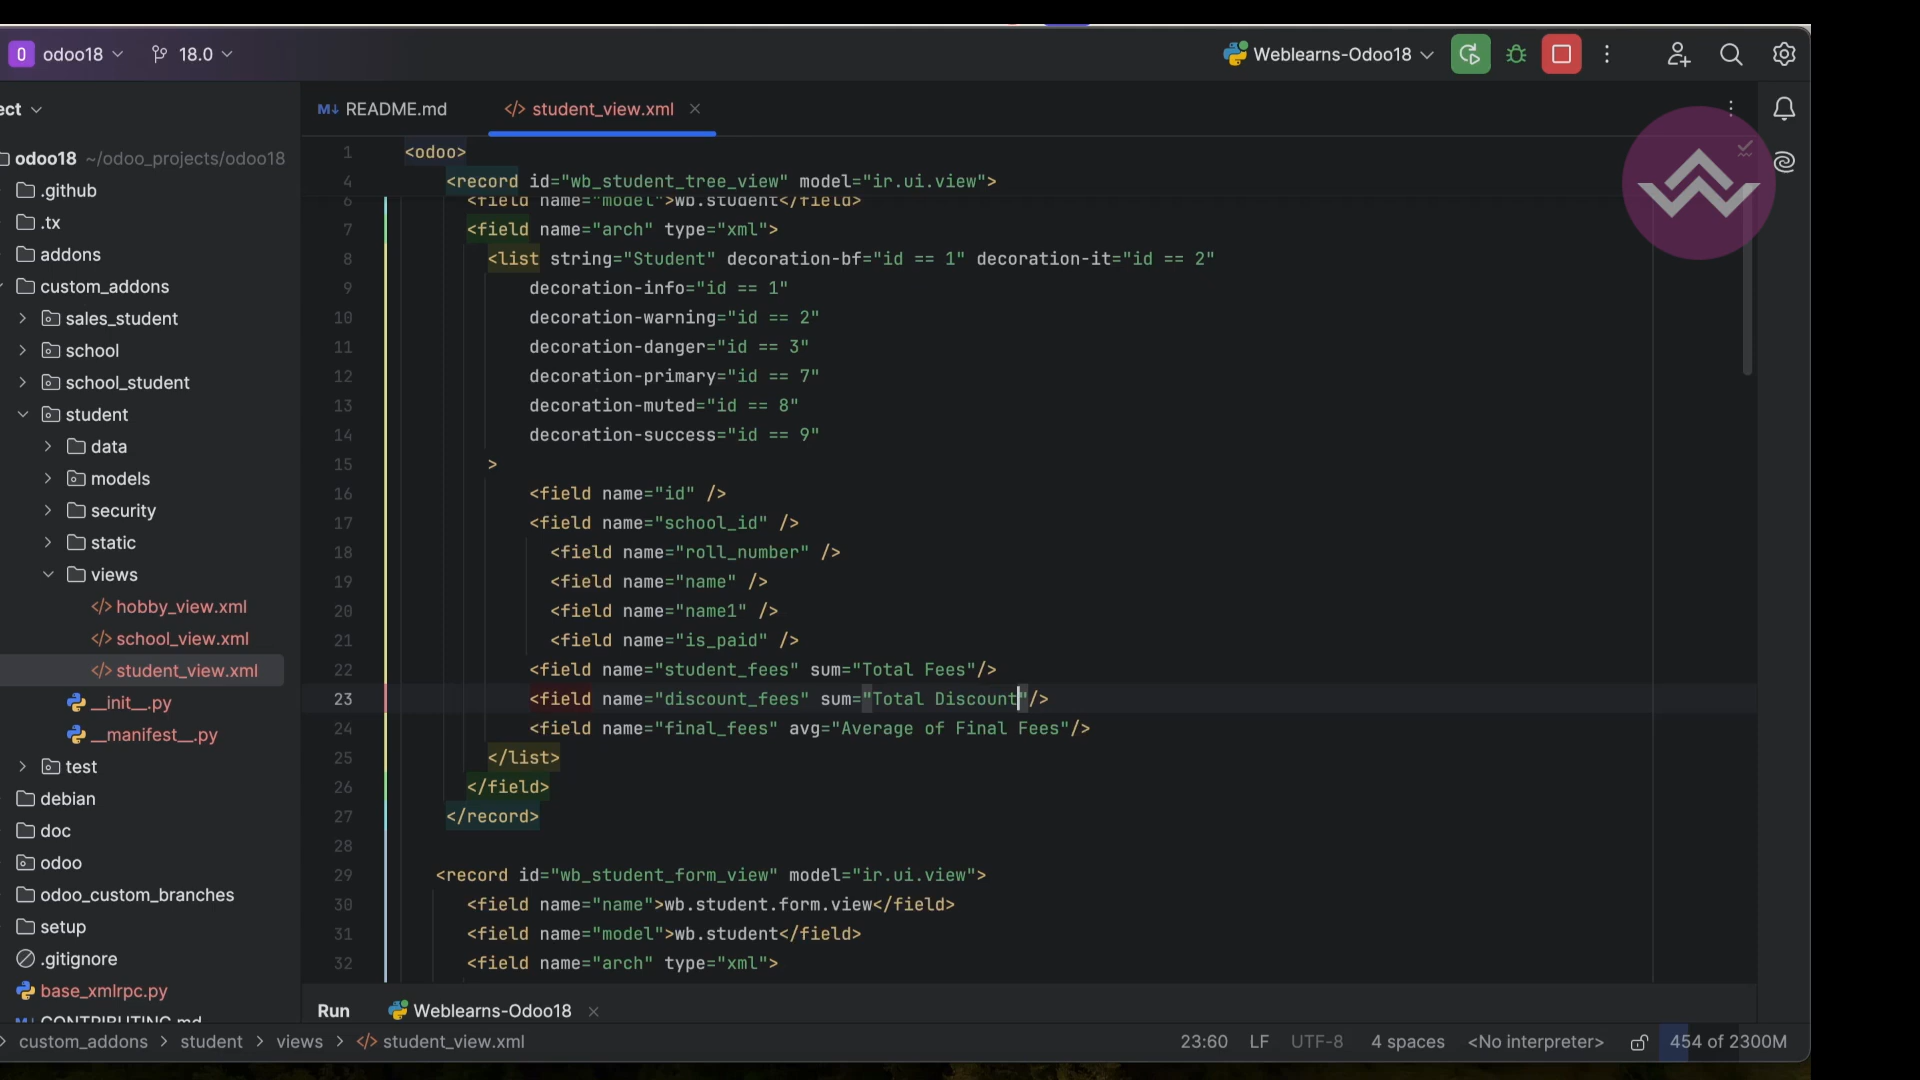 0 odoo18 18.0 Weblearns-Odoo18
ect
M↓ README.md </> student_view.xml
odoo18 ~/odoo_projects/odoo18
.github
.tx
addons
custom_addons
sales_student
school
school_student
student
data
models
security
static
views
</> hobby_view.xml
</> school_view.xml
</> student_view.xml
__init__.py
__manifest__.py
test
debian
doc
odoo
odoo_custom_branches
setup
.gitignore
base_xmlrpc.py
M↓ CONTRIBUTING.md
1 <odoo>
4 <record id="wb_student_tree_view" model="ir.ui.view">
6 <field name="model">wb.student</field>
7 <field name="arch" type="xml">
8 <list string="Student" decoration-bf="id == 1" decoration-it="id == 2"
9 decoration-info="id == 1"
10 decoration-warning="id == 2"
11 decoration-danger="id == 3"
12 decoration-primary="id == 7"
13 decoration-muted="id == 8"
14 decoration-success="id == 9"
15 >
16 <field name="id" />
17 <field name="school_id" />
18 <field name="roll_number" />
19 <field name="name" />
20 <field name="name1" />
21 <field name="is_paid" />
22 <field name="student_fees" sum="Total Fees"/>
23 <field name="discount_fees" sum="Total Discount"/>
24 <field name="final_fees" avg="Average of Final Fees"/>
25 </list>
26 </field>
27 </record>
28
29 <record id="wb_student_form_view" model="ir.ui.view">
30 <field name="name">wb.student.form.view</field>
31 <field name="model">wb.student</field>
32 <field name="arch" type="xml">
Run Weblearns-Odoo18
custom_addons > student > views > </> student_view.xml 23:60 LF UTF-8 4 spaces <No interpreter> 454 of 2300M